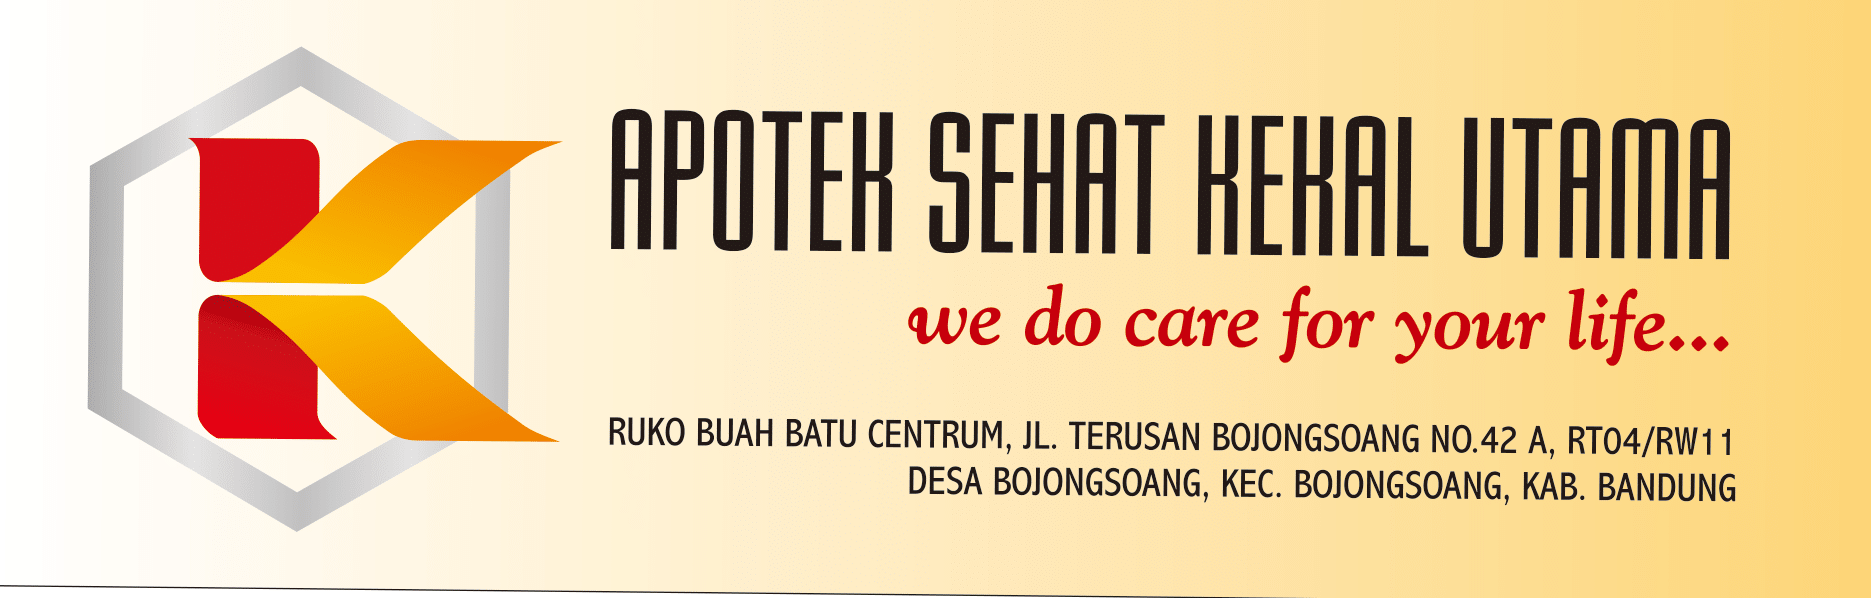 APOTEK SEHAT KEKAL UTAMA
we do care for your life...
RUKO BUAH BATU CENTRUM, JL. TERUSAN BOJONGSOANG NO.42 A, RT04/RW11
DESA BOJONGSOANG, KEC. BOJONGSOANG, KAB. BANDUNG